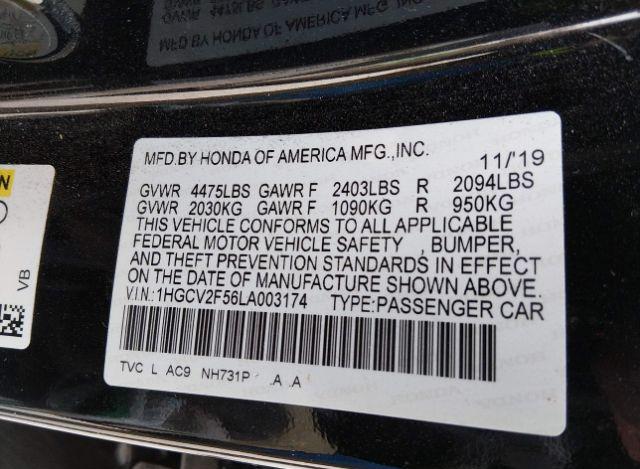 MFD.BY HONDA OF AMERICA MFG.,INC. 11/'19
GVWR 4475LBS GAWR F 2403LBS R 2094LBS
GVWR 2030KG GAWR F 1090KG R 950KG
THIS VEHICLE CONFORMS TO ALL APPLICABLE
FEDERAL MOTOR VEHICLE SAFETY , BUMPER,
AND THEFT PREVENTION STANDARDS IN EFFECT
ON THE DATE OF MANUFACTURE SHOWN ABOVE.
V.I.N.: 1HGCV2F56LA003174 TYPE:PASSENGER CAR
TVC L AC9 NH731P .A .A
VB